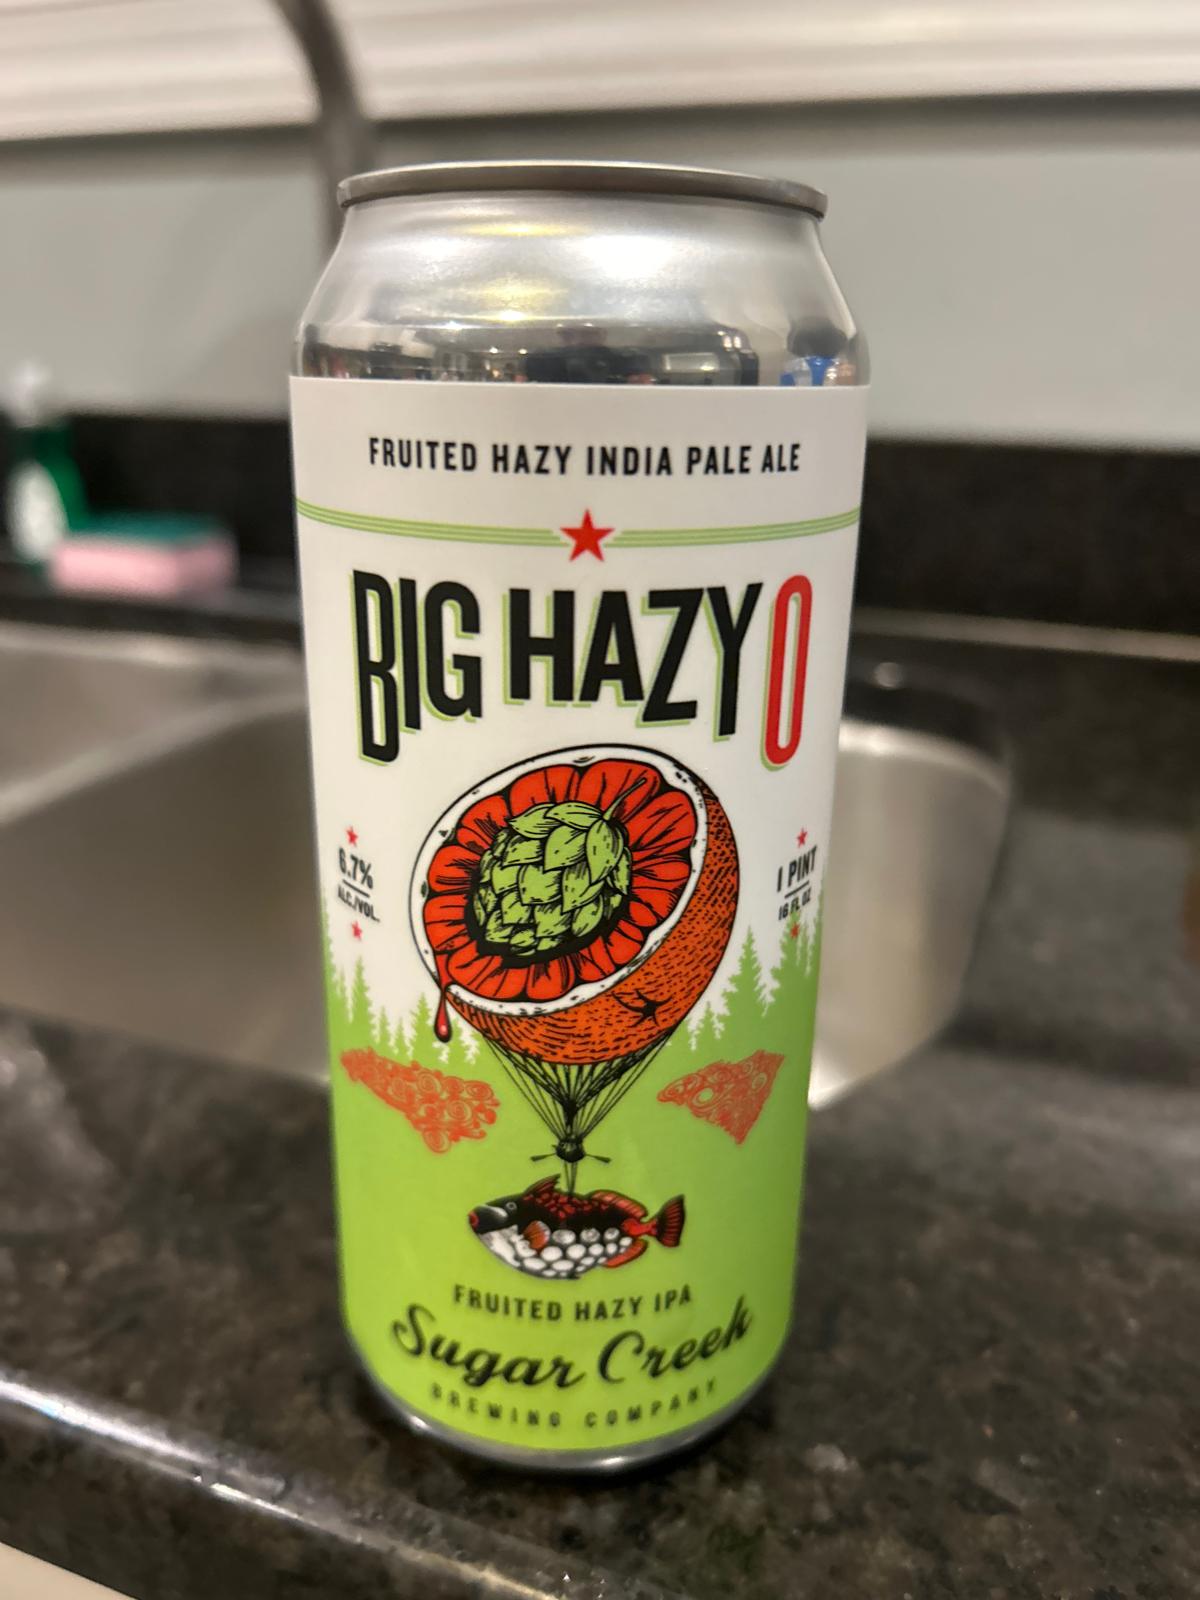 FRUITED HAZY INDIA PALE ALE
BIG HAZY O
6.7%
ALC./VOL.
1 PINT
16 FL OZ
FRUITED HAZY IPA
Sugar Creek
BREWING COMPANY